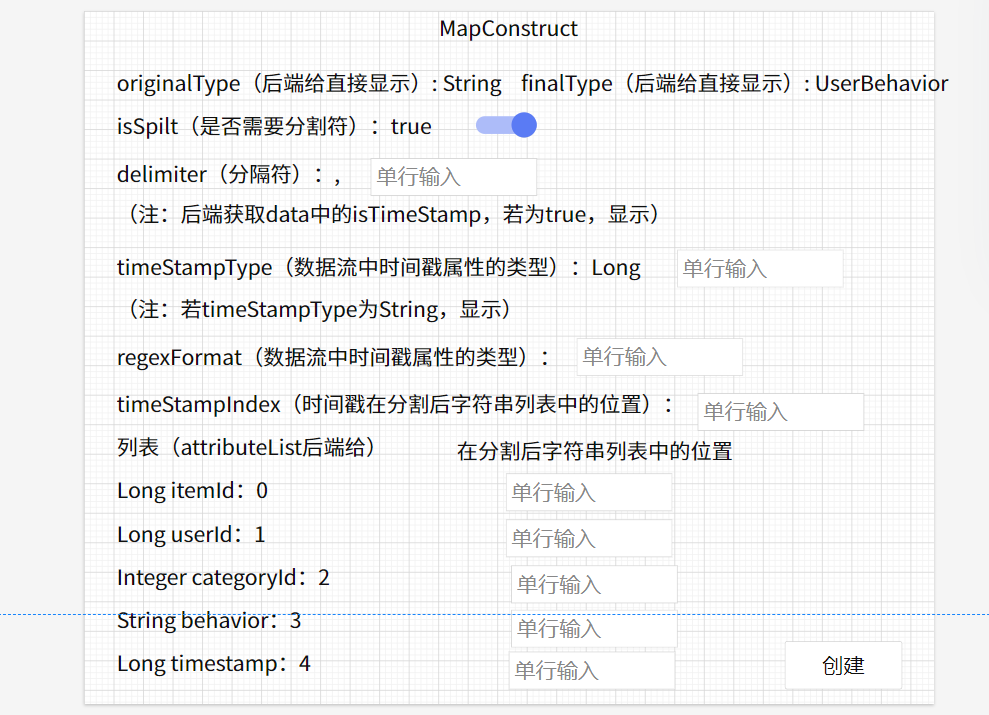 MapConstruct
originalType（后端给直接显示）: String finalType（后端给直接显示）: UserBehavior
isSpilt（是否需要分割符）：true
delimiter（分隔符）：, 单行输入
（注：后端获取data中的isTimeStamp，若为true，显示）
timeStampType（数据流中时间戳属性的类型）：Long 单行输入
（注：若timeStampType为String，显示）
regexFormat（数据流中时间戳属性的类型）： 单行输入
timeStampIndex（时间戳在分割后字符串列表中的位置）： 单行输入
列表（attributeList后端给） 在分割后字符串列表中的位置
Long itemId：0 单行输入
Long userId：1 单行输入
Integer categoryId：2 单行输入
String behavior：3 单行输入
Long timestamp：4 单行输入
创建